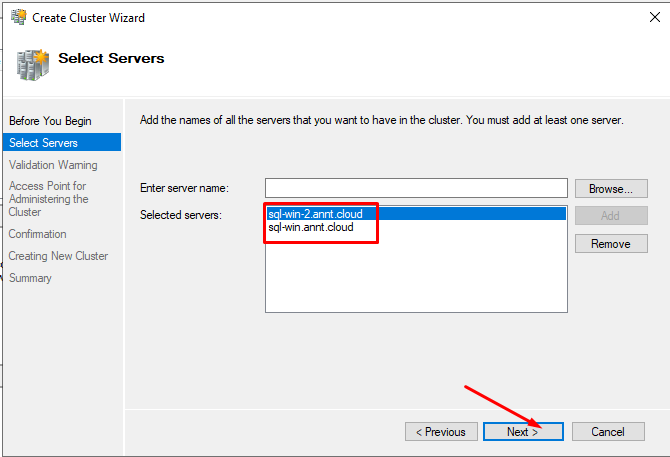 Create Cluster Wizard
Select Servers
Before You Begin
Select Servers
Validation Warning
Access Point for
Administering the
Cluster
Confirmation
Creating New Cluster
Summary
Add the names of all the servers that you want to have in the cluster. You must add at least one server.
Enter server name:
Browse...
Selected servers:
sql-win-2.annt.cloud
sql-win.annt.cloud
Add
Remove
< Previous
Next >
Cancel